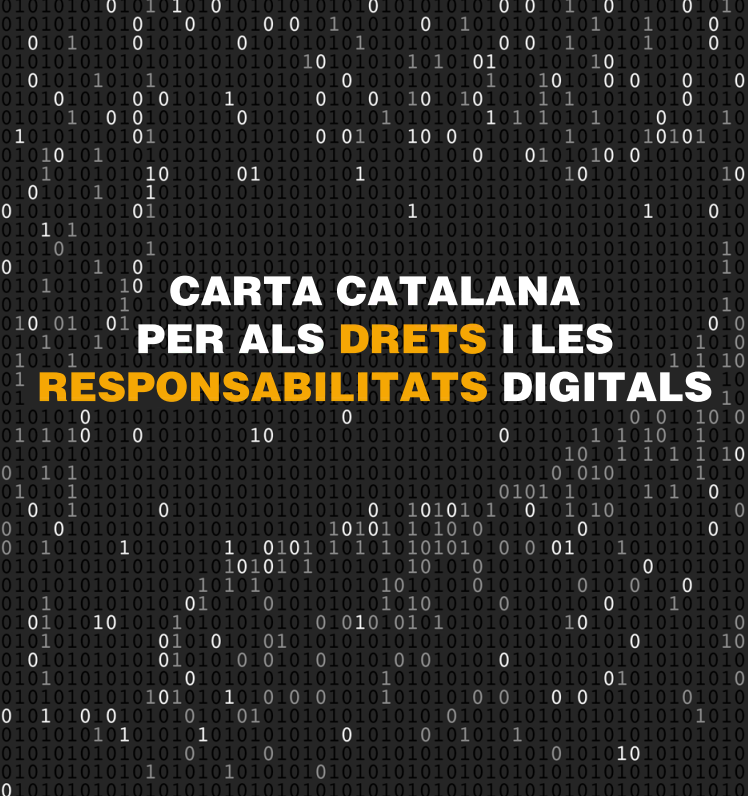 CARTA CATALANA
PER ALS DRETS I LES
RESPONSABILITATS DIGITALS